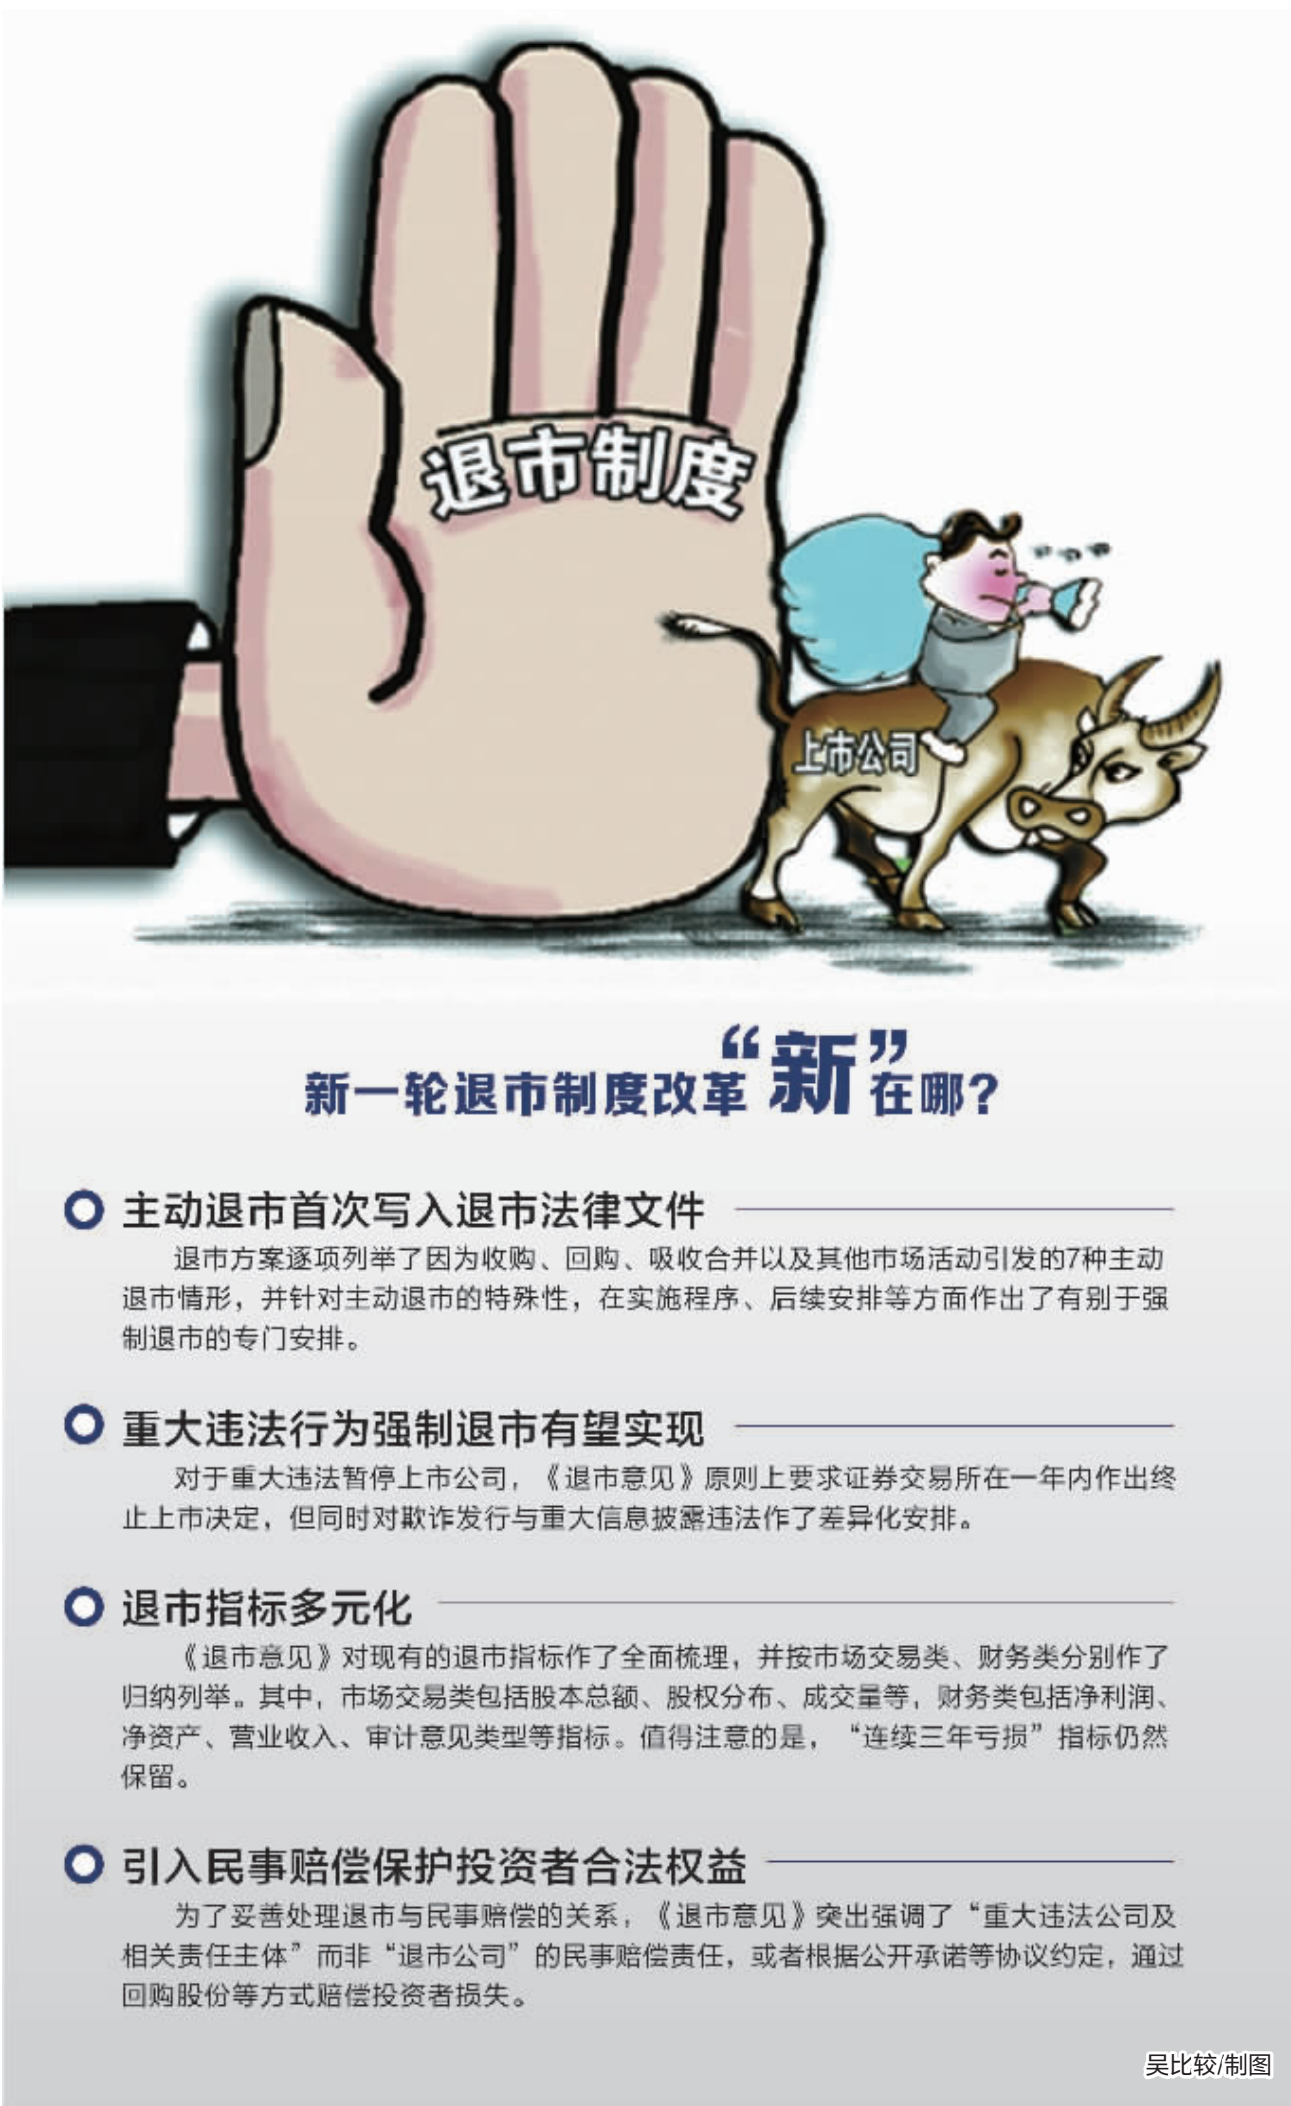 退市制度
上市公司
新一轮退市制度改革“新”在哪?
主动退市首次写入退市法律文件
退市方案逐项列举了因为收购、回购、吸收合并以及其他市场活动引发的7种主动
退市情形，并针对主动退市的特殊性，在实施程序、后续安排等方面作出了有别于强
制退市的专门安排。
重大违法行为强制退市有望实现
对于重大违法暂停上市公司，《退市意见》原则上要求证券交易所在一年内作出终
止上市决定，但同时对欺诈发行与重大信息披露违法作了差异化安排。
退市指标多元化
《退市意见》对现有的退市指标作了全面梳理，并按市场交易类、财务类分别作了
归纳列举。其中，市场交易类包括股本总额、股权分布、成交量等，财务类包括净利润、
净资产、营业收入、审计意见类型等指标。值得注意的是，“连续三年亏损”指标仍然
保留。
引入民事赔偿保护投资者合法权益
为了妥善处理退市与民事赔偿的关系，《退市意见》突出强调了“重大违法公司及
相关责任主体”而非“退市公司”的民事赔偿责任，或者根据公开承诺等协议约定，通过
回购股份等方式赔偿投资者损失。
吴比较/制图